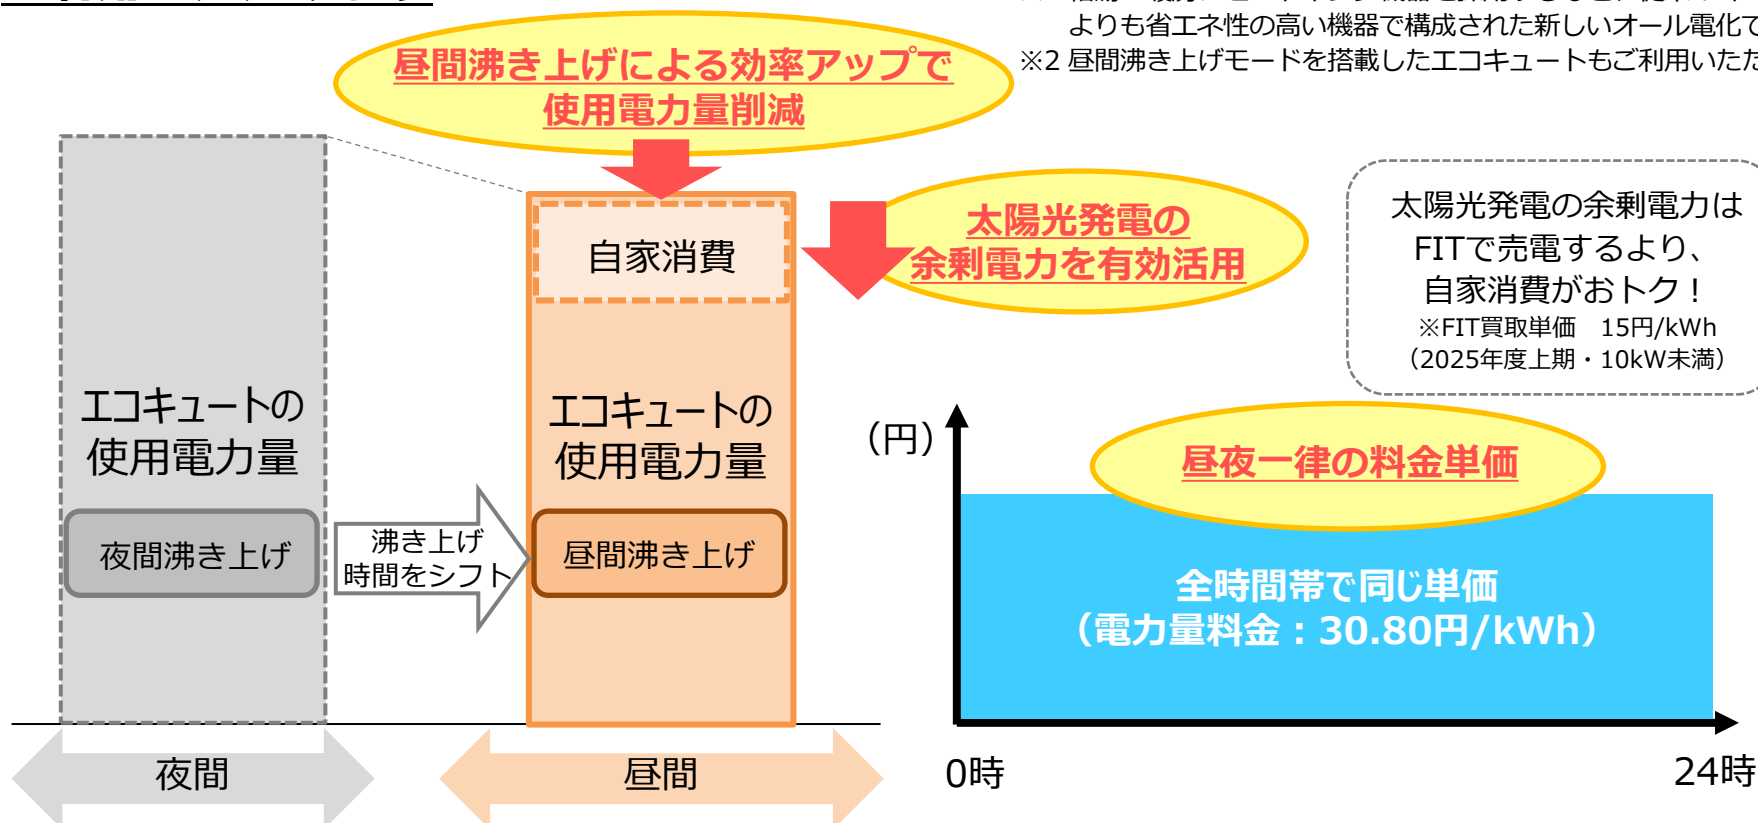 よりも省エネ性の高い機器で構成された新しいオール電化で
※2 昼間沸き上げモードを搭載したエコキュートもご利用いただ
昼間沸き上げによる効率アップで
使用電力量削減
太陽光発電の
余剰電力を有効活用
太陽光発電の余剰電力は
FITで売電するより、
自家消費がおトク！
※FIT買取単価　15円/kWh
（2025年度上期・10kW未満）
自家消費
エコキュートの
使用電力量
夜間沸き上げ
沸き上げ
時間をシフト
エコキュートの
使用電力量
昼間沸き上げ
夜間
昼間
（円）
昼夜一律の料金単価
全時間帯で同じ単価
（電力量料金：30.80円/kWh）
0時
24時